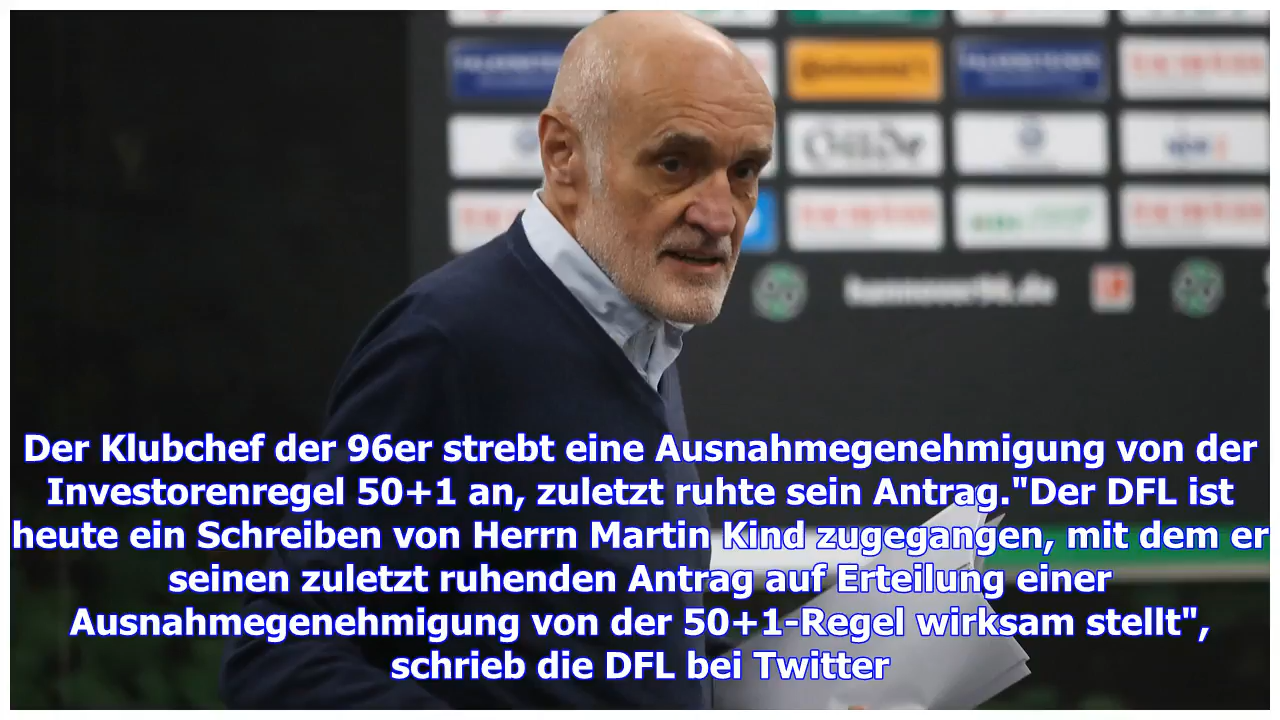 Gilde
hannover96.de
Der Klubchef der 96er strebt eine Ausnahmegenehmigung von der
Investorenregel 50+1 an, zuletzt ruhte sein Antrag."Der DFL ist
heute ein Schreiben von Herrn Martin Kind zugegangen, mit dem er
seinen zuletzt ruhenden Antrag auf Erteilung einer
Ausnahmegenehmigung von der 50+1-Regel wirksam stellt",
schrieb die DFL bei Twitter